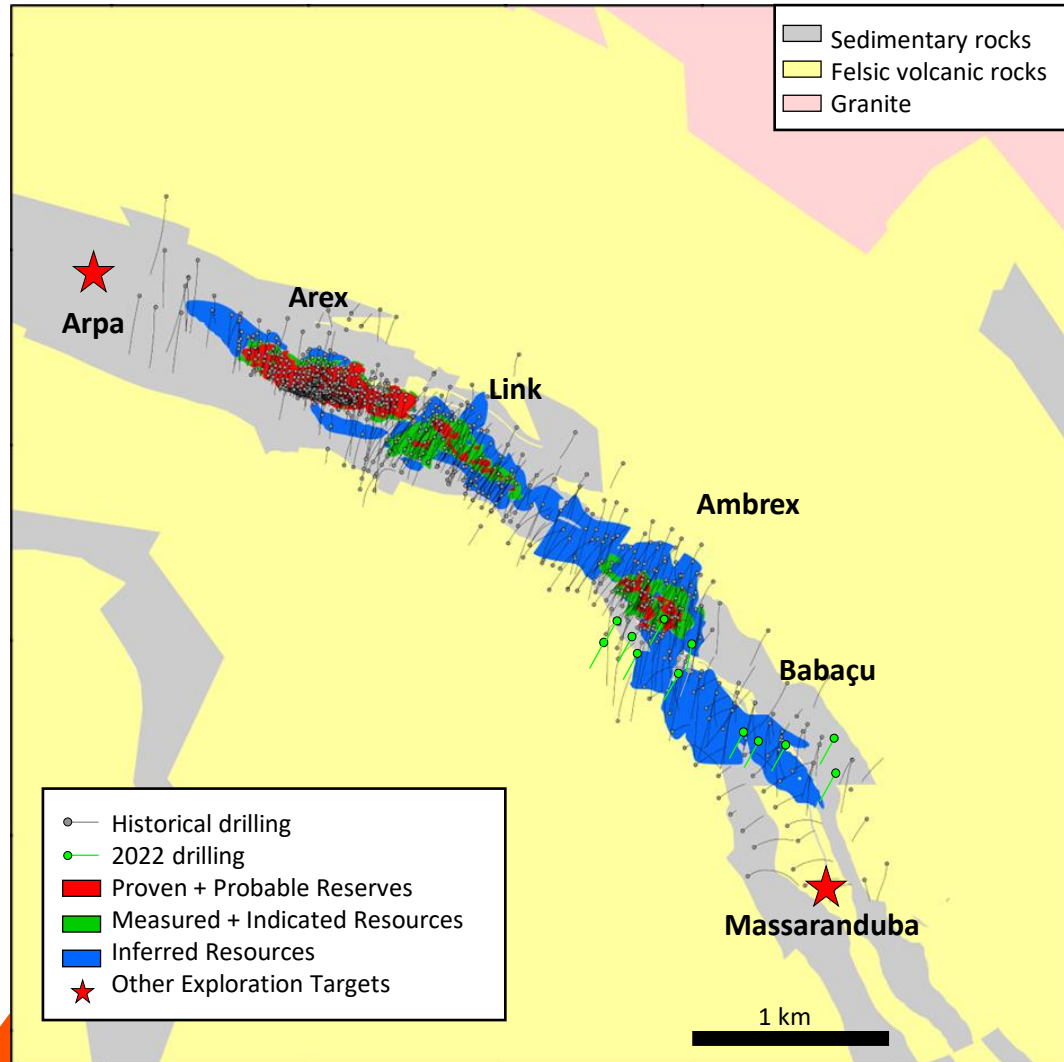 Sedimentary rocks
Felsic volcanic rocks
Granite
Arex
Arpa
Link
Ambrex
Babaçu
Historical drilling
2022 drilling
Proven + Probable Reserves
Measured + Indicated Resources
Inferred Resources
Other Exploration Targets
Massaranduba
1 km